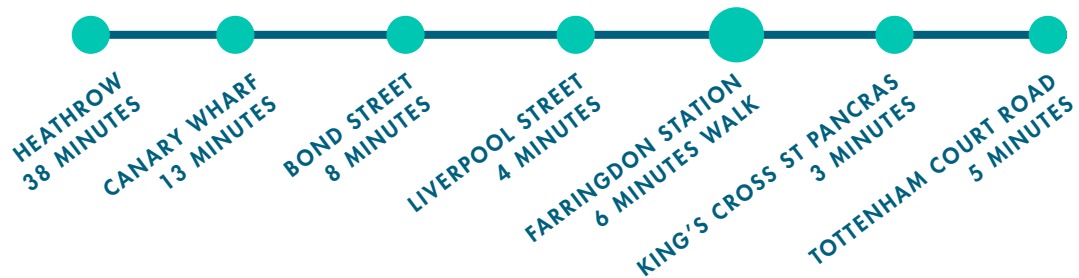 HEATHROW
38 MINUTES
CANARY WHARF
13 MINUTES
BOND STREET
8 MINUTES
LIVERPOOL STREET
4 MINUTES
FARRINGDON STATION
6 MINUTES WALK
KING'S CROSS ST PANCRAS
3 MINUTES
TOTTENHAM COURT ROAD
5 MINUTES